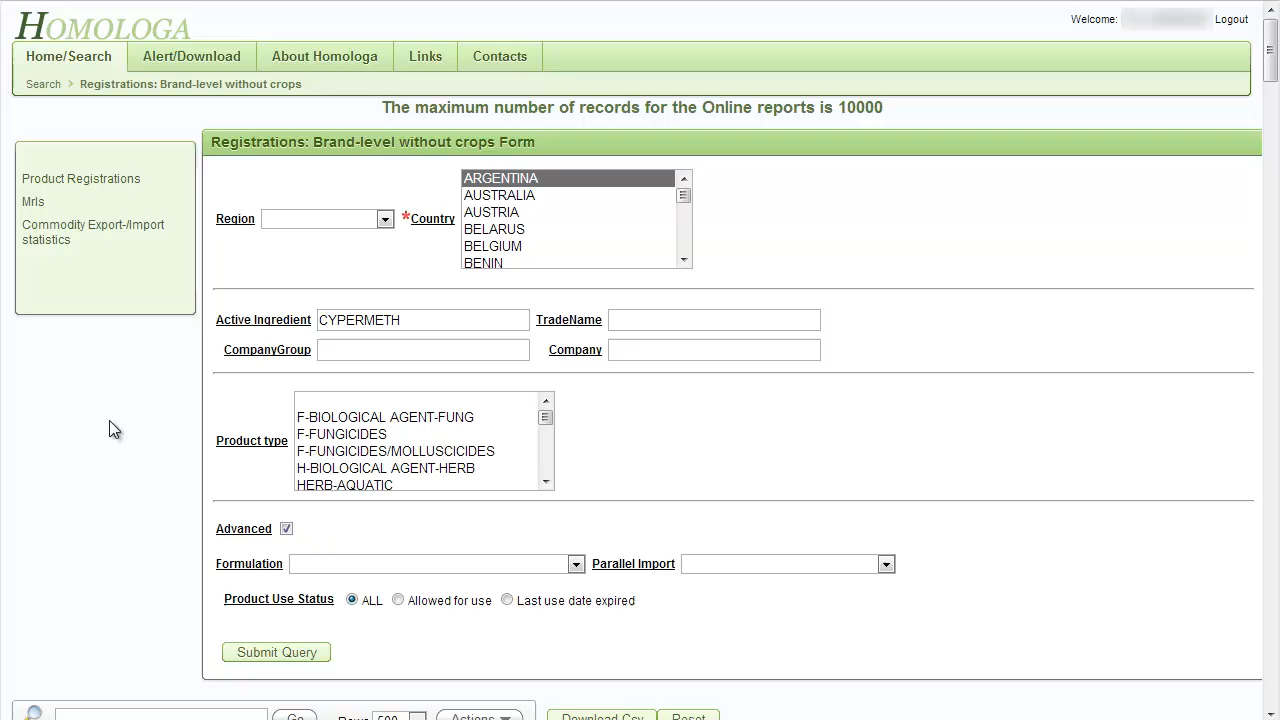 HOMOLOGA
Welcome: Logout
Home/Search Alert/Download About Homologa Links Contacts
Search Registrations: Brand-level without crops
The maximum number of records for the Online reports is 10000
Product Registrations
Mrls
Commodity Export-/Import
statistics
Registrations: Brand-level without crops Form
Region *Country
ARGENTINA
AUSTRALIA
AUSTRIA
BELARUS
BELGIUM
BENIN
Active Ingredient CYPERMETH TradeName
CompanyGroup Company
Product type
F-BIOLOGICAL AGENT-FUNG
F-FUNGICIDES
F-FUNGICIDES/MOLLUSCICIDES
H-BIOLOGICAL AGENT-HERB
HERB-AQUATIC
Advanced
Formulation Parallel Import
Product Use Status ALL Allowed for use Last use date expired
Submit Query
Go Rows 500 Actions Download Csv Reset